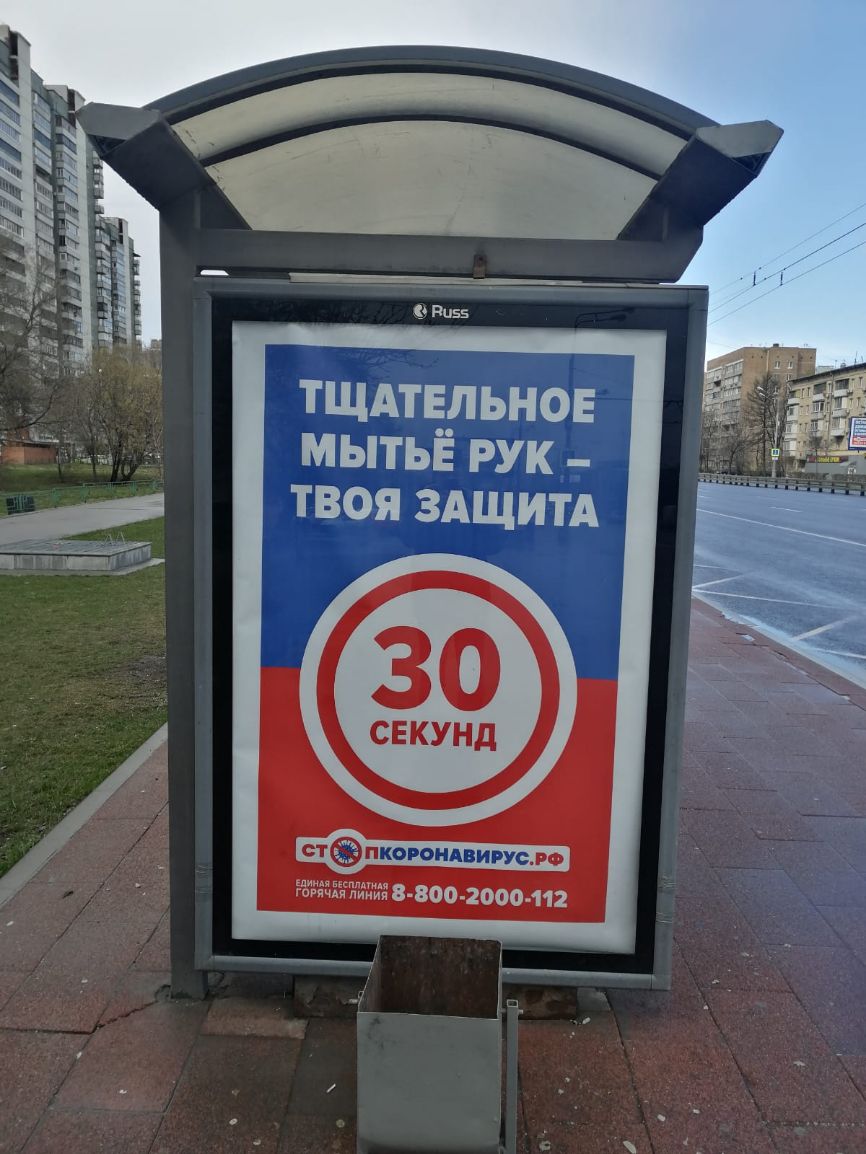 Russ
ТЩАТЕЛЬНОЕ
МЫТЬЁ РУК –
ТВОЯ ЗАЩИТА
30
СЕКУНД
СТОПКОРОНАВИРУС.РФ
ЕДИНАЯ БЕСПЛАТНАЯ
ГОРЯЧАЯ ЛИНИЯ 8-800-2000-112